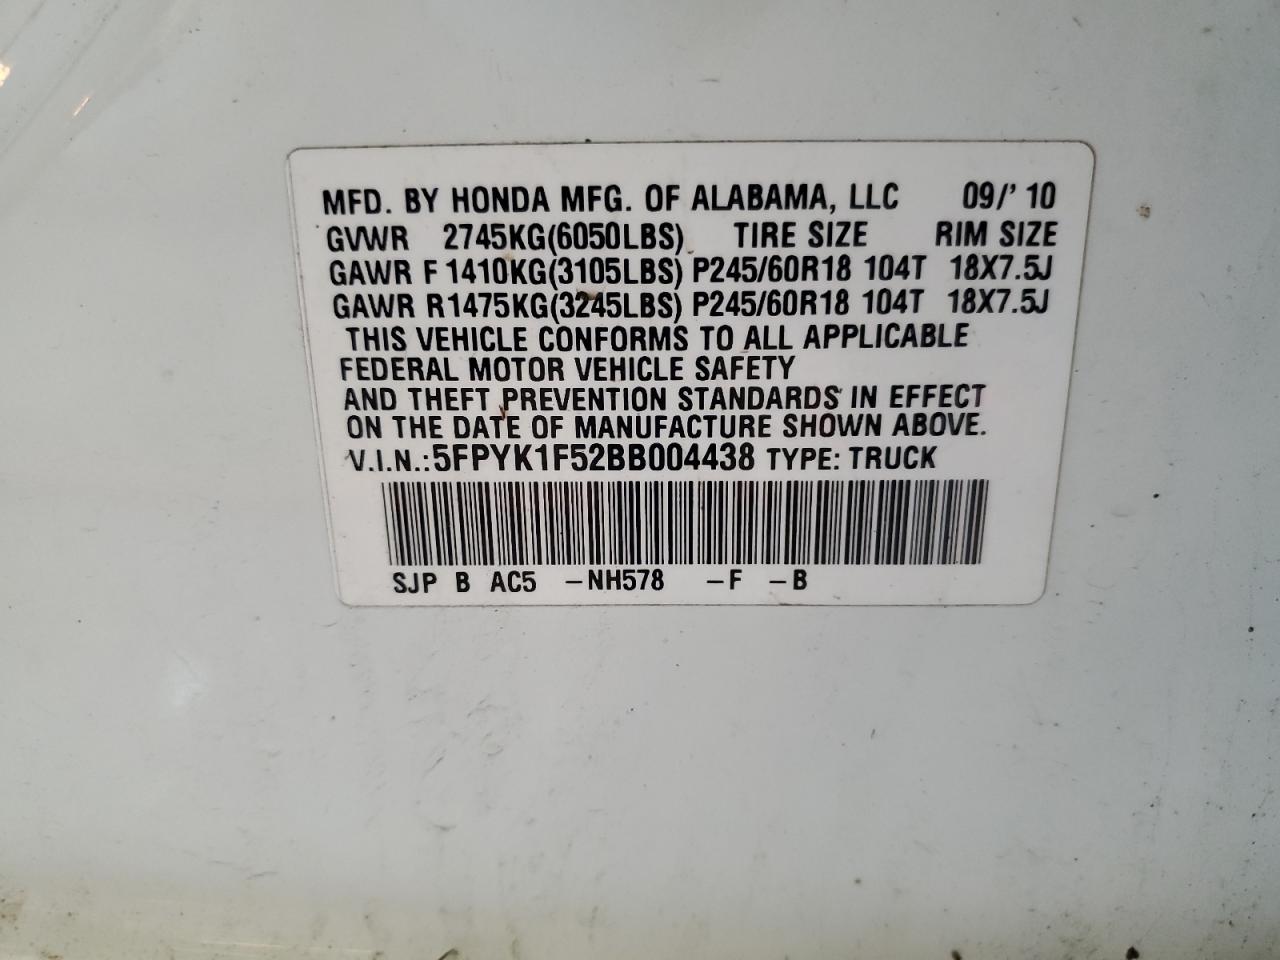 MFD. BY HONDA MFG. OF ALABAMA, LLC 09/' 10
GVWR 2745KG(6050LBS) TIRE SIZE RIM SIZE
GAWR F 1410KG(3105LBS) P245/60R18 104T 18X7.5J
GAWR R1475KG(3245LBS) P245/60R18 104T 18X7.5J
THIS VEHICLE CONFORMS TO ALL APPLICABLE
FEDERAL MOTOR VEHICLE SAFETY
AND THEFT PREVENTION STANDARDS IN EFFECT
ON THE DATE OF MANUFACTURE SHOWN ABOVE.
V.I.N.:5FPYK1F52BB004438 TYPE: TRUCK
SJP B AC5 -NH578 -F -B